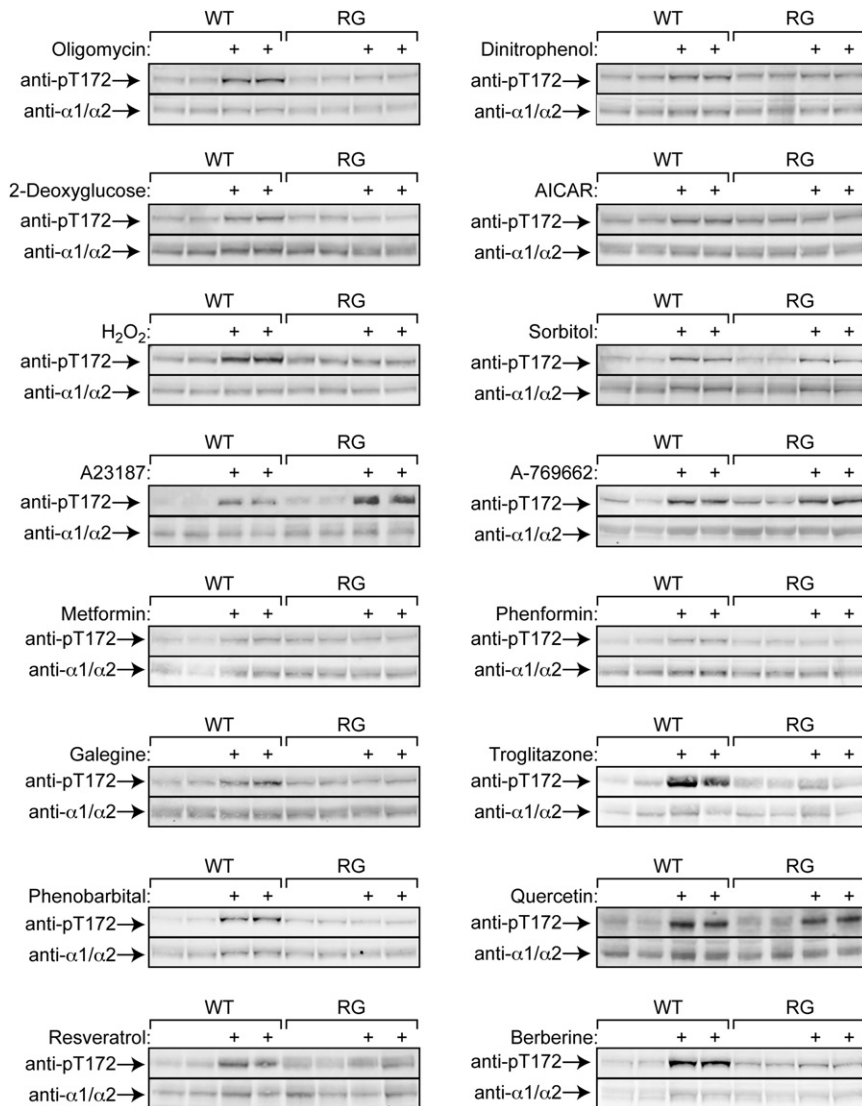 WT RG
Oligomycin: + + + +
anti-pT172
anti-α1/α2
WT RG
Dinitrophenol: + + + +
anti-pT172
anti-α1/α2
WT RG
2-Deoxyglucose: + + + +
anti-pT172
anti-α1/α2
WT RG
AICAR: + + + +
anti-pT172
anti-α1/α2
WT RG
H₂O₂: + + + +
anti-pT172
anti-α1/α2
WT RG
Sorbitol: + + + +
anti-pT172
anti-α1/α2
WT RG
A23187: + + + +
anti-pT172
anti-α1/α2
WT RG
A-769662: + + + +
anti-pT172
anti-α1/α2
WT RG
Metformin: + + + +
anti-pT172
anti-α1/α2
WT RG
Phenformin: + + + +
anti-pT172
anti-α1/α2
WT RG
Galegine: + + + +
anti-pT172
anti-α1/α2
WT RG
Troglitazone: + + + +
anti-pT172
anti-α1/α2
WT RG
Phenobarbital: + + + +
anti-pT172
anti-α1/α2
WT RG
Quercetin: + + + +
anti-pT172
anti-α1/α2
WT RG
Resveratrol: + + + +
anti-pT172
anti-α1/α2
WT RG
Berberine: + + + +
anti-pT172
anti-α1/α2